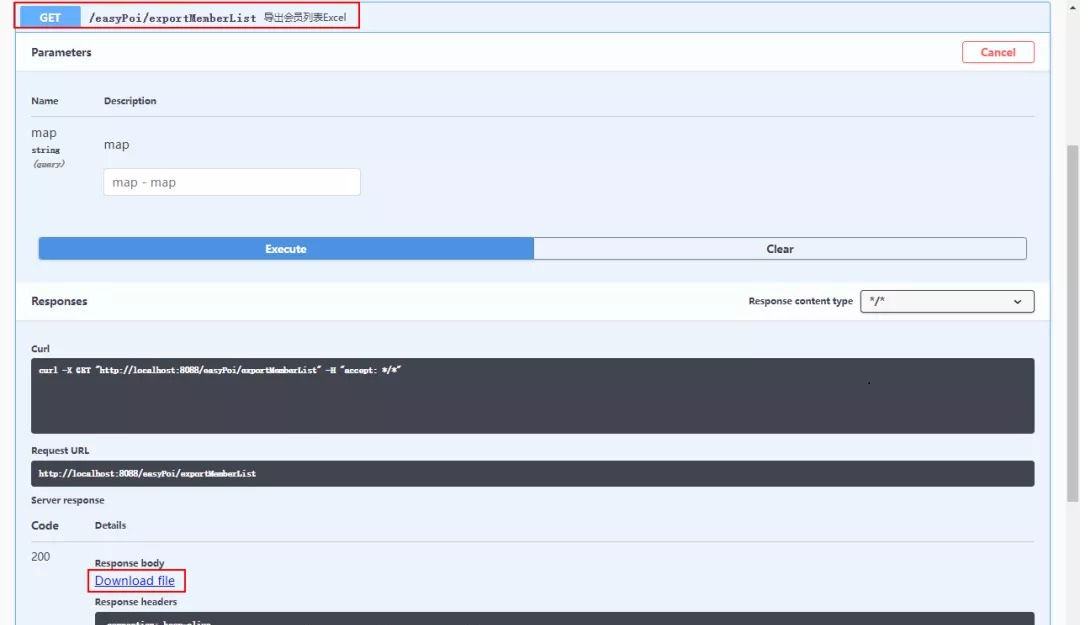 GET /easyPoi/exportMemberList 导出会员列表Excel
Parameters
Cancel
Name Description
map
string
(query)
map
map - map
Execute Clear
Responses
Response content type */*
Curl
curl -X GET "http://localhost:8088/easyPoi/exportMemberList" -H "accept: */*"
Request URL
http://localhost:8088/easyPoi/exportMemberList
Server response
Code Details
200
Response body
Download file
Response headers
connection: keep-alive